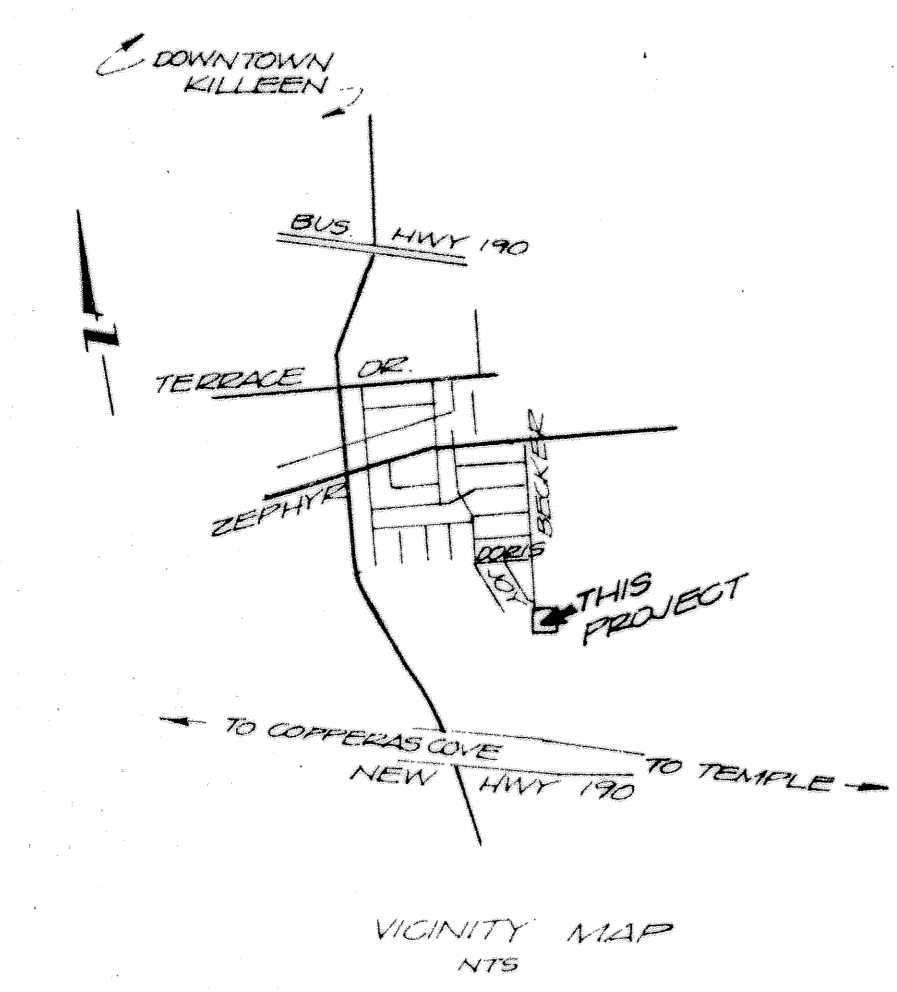 DOWNTOWN
KILLEEN
BUS. HWY 190
N
TERRACE DR.
ZEPHYR
BECKER
DORIS
JOY
THIS
PROJECT
TO COPPERAS COVE
TO TEMPLE
NEW HWY 190
VICINITY MAP
NTS